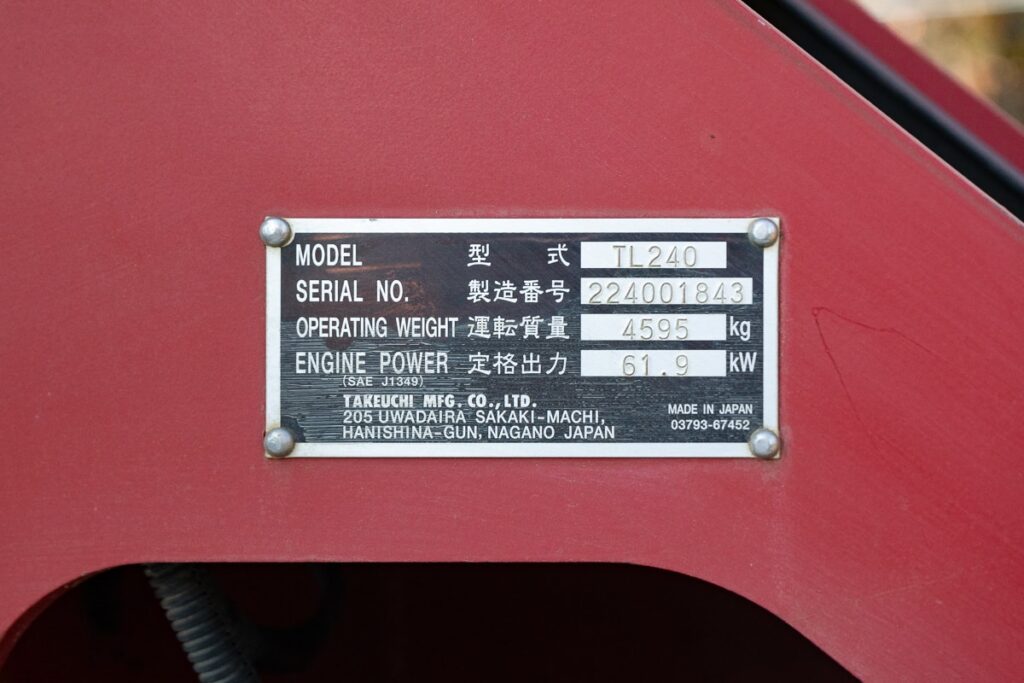 MODEL 型 式 TL240
SERIAL NO. 製造番号 224001843
OPERATING WEIGHT 運転質量 4595 kg
ENGINE POWER 定格出力 61.9 kW
(SAE J1349)
TAKEUCHI MFG. CO.,LTD.
205 UWADAIRA SAKAKI-MACHI,
HANISHINA-GUN, NAGANO JAPAN
MADE IN JAPAN
03793-67452